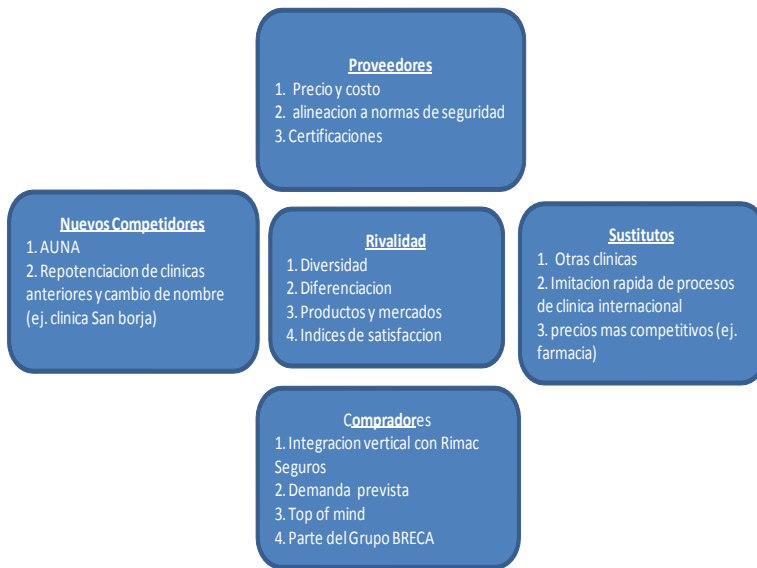 Proveedores
1. Precio y costo
2. alineacion a normas de seguridad
3. Certificaciones
Nuevos Competidores
1. AUNA
2. Repotenciacion de clinicas
anteriores y cambio de nombre
(ej. clinica San borja)
Rivalidad
1. Diversidad
2. Diferenciacion
3. Productos y mercados
4. Indices de satisfaccion
Sustitutos
1. Otras clinicas
2. Imitacion rapida de procesos
de clinica internacional
3. precios mas competitivos (ej.
farmacia)
Compradores
1. Integracion vertical con Rimac
Seguros
2. Demanda prevista
3. Top of mind
4. Parte del Grupo BRECA